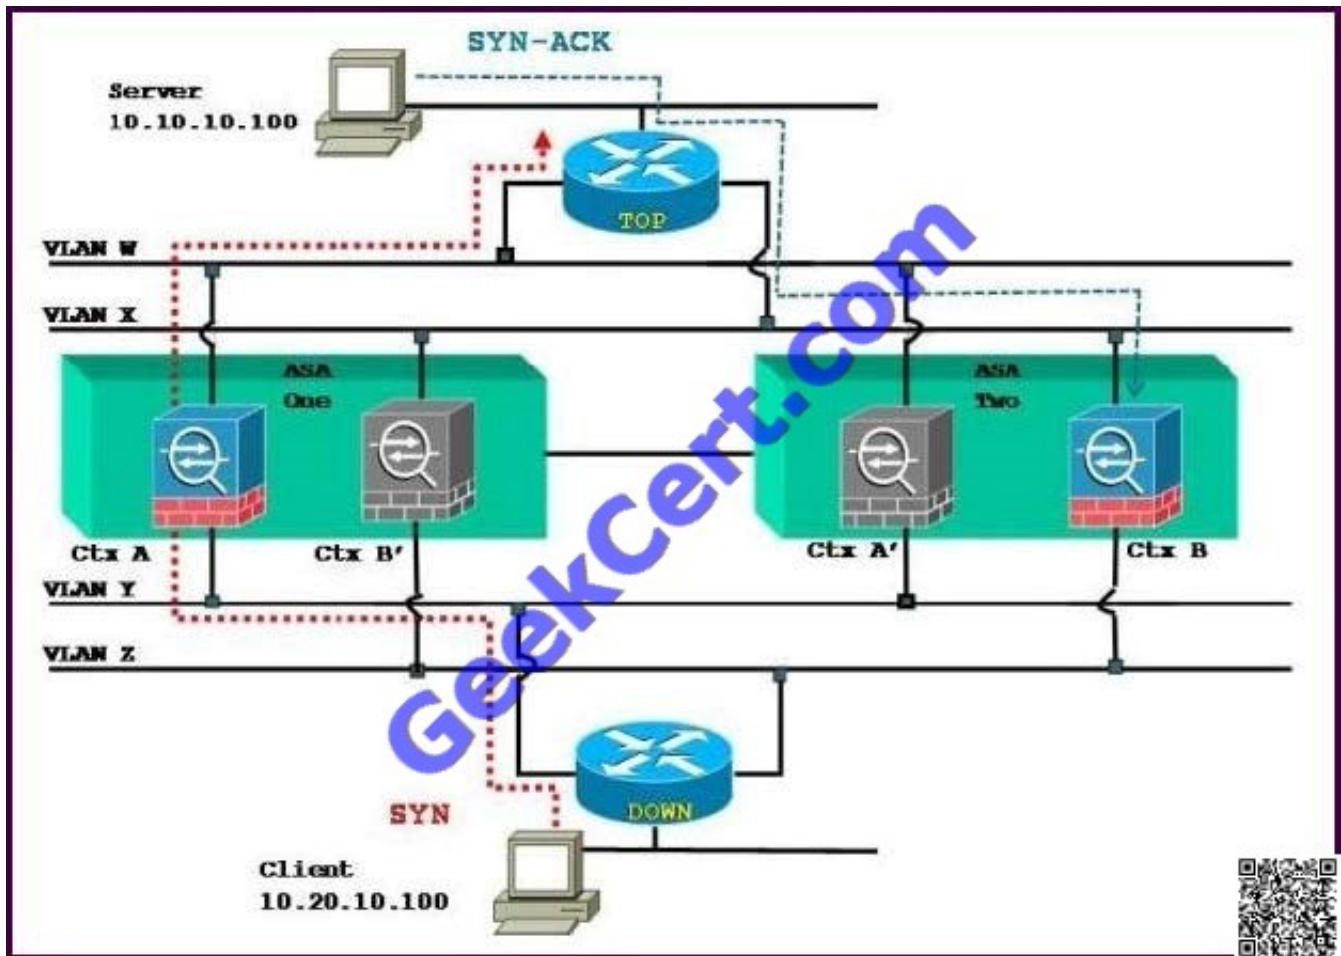 SYN-ACK
Server
10.10.10.100
TOP
VLAN W
VLAN X
ASA
One
ASA
Two
Ctx A
Ctx B'
Ctx A'
Ctx B
VLAN Y
VLAN Z
GeekCert.com
SYN
DOWN
Client
10.20.10.100